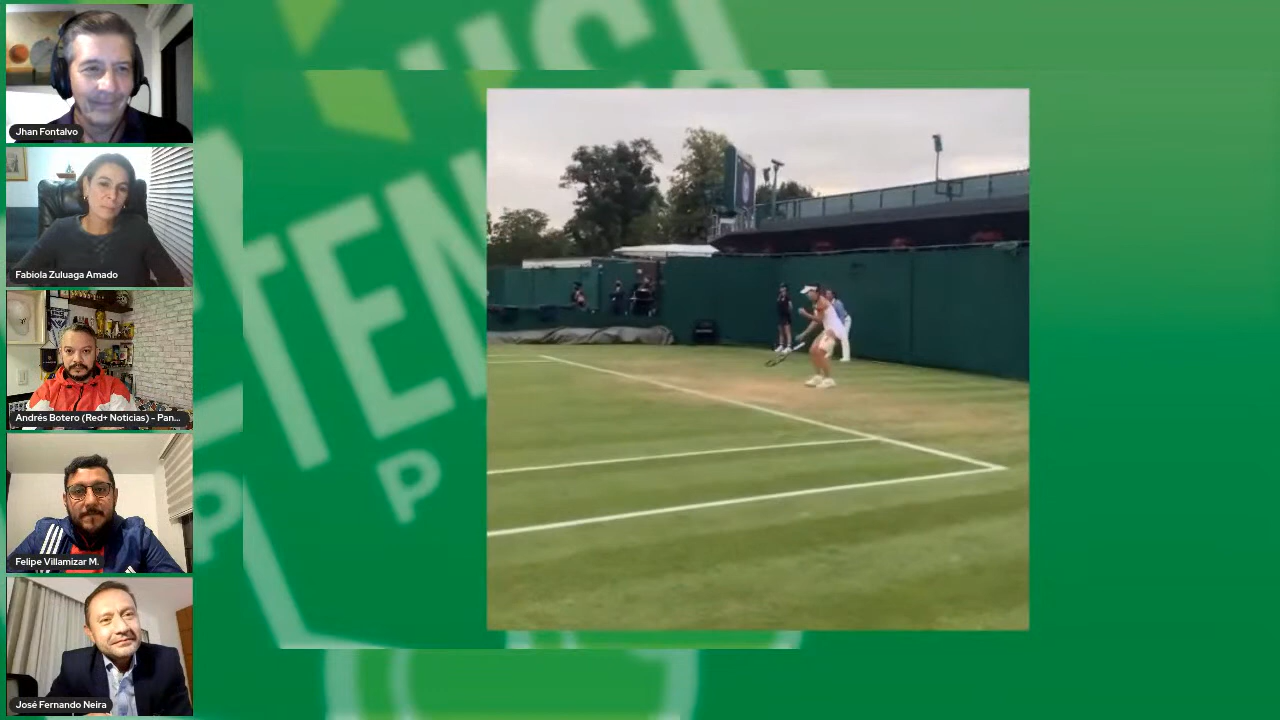 Jhan Fontalvo
Fabiola Zuluaga Amado
Andrés Botero (Red+ Noticias) - Pan...
Felipe Villamizar M.
José Fernando Neira